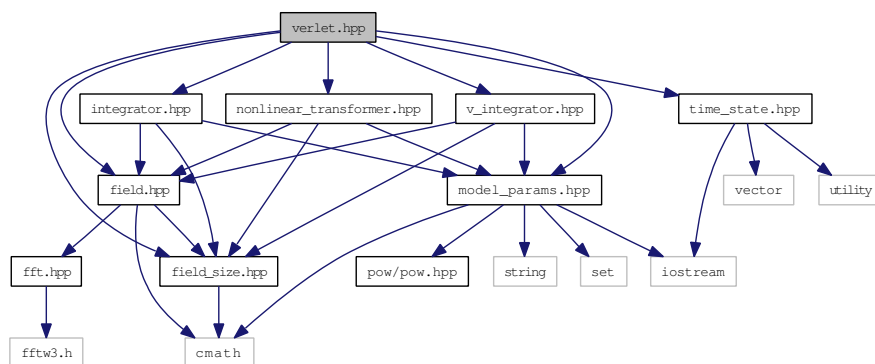 verlet.hpp
integrator.hpp
nonlinear_transformer.hpp
v_integrator.hpp
time_state.hpp
field.hpp
model_params.hpp
vector
utility
fft.hpp
field_size.hpp
pow/pow.hpp
string
set
iostream
fftw3.h
cmath